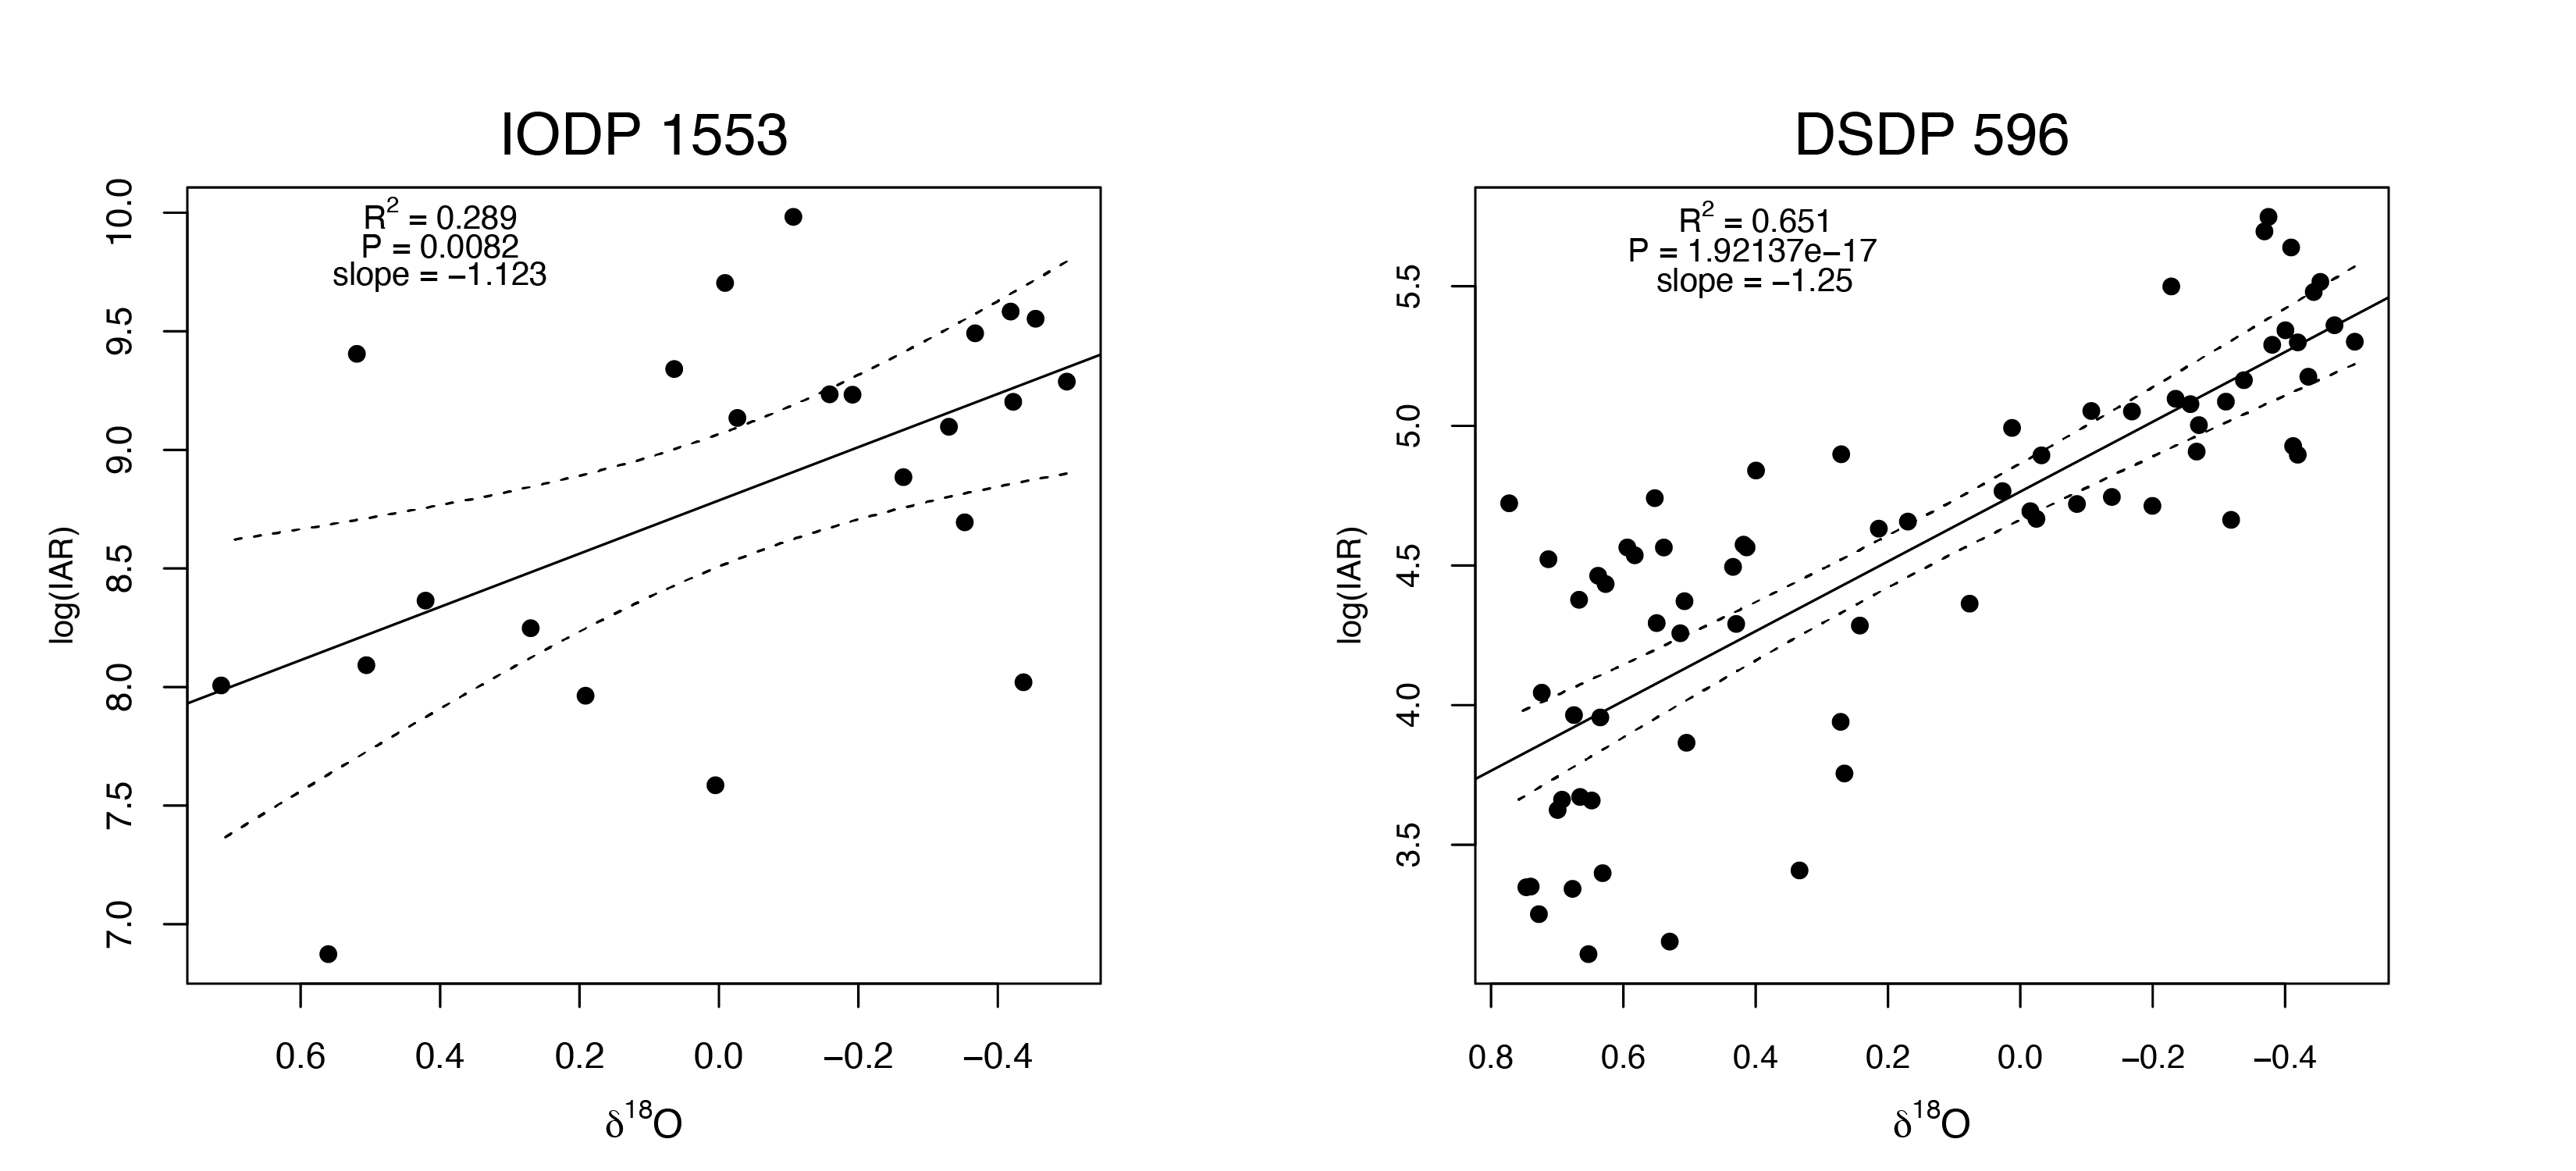 IODP 1553
R² = 0.289
P = 0.0082
slope = −1.123
log(IAR)
10.0
9.5
9.0
8.5
8.0
7.5
7.0
0.6 0.4 0.2 0.0 −0.2 −0.4
δ¹⁸O
DSDP 596
R² = 0.651
P = 1.92137e−17
slope = −1.25
log(IAR)
5.5
5.0
4.5
4.0
3.5
0.8 0.6 0.4 0.2 0.0 −0.2 −0.4
δ¹⁸O